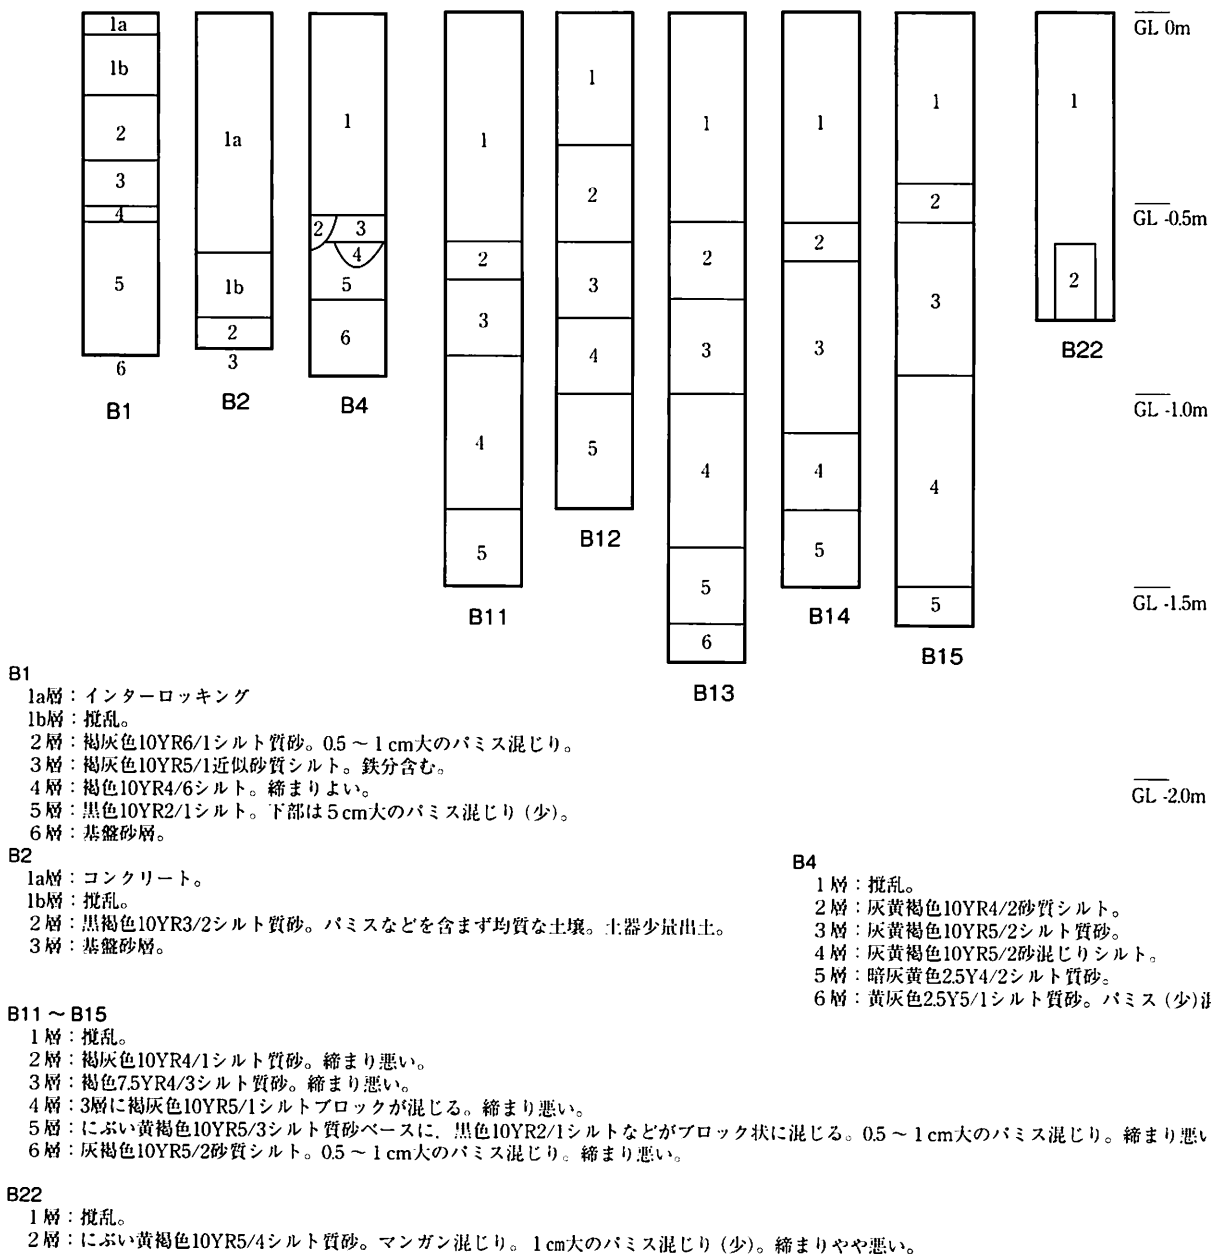 1a
1b
2
3
4
5
6
B1
1a
1b
2
3
B2
1
2
3
4
5
6
B4
1
2
3
4
5
B11
1
2
3
4
5
B12
1
2
3
4
5
6
B13
1
2
3
4
5
B14
1
2
3
4
5
B15
1
2
B22
GL 0m
GL -0.5m
GL -1.0m
GL -1.5m
GL -2.0m
B1
1a層：インターロッキング
1b層：攪乱。
2層：褐灰色10YR6/1シルト質砂。0.5～1cm大のパミス混じり。
3層：褐灰色10YR5/1近似砂質シルト。鉄分含む。
4層：褐色10YR4/6シルト。締まりよい。
5層：黒色10YR2/1シルト。下部は5cm大のパミス混じり（少）。
6層：基盤砂層。
B2
1a層：コンクリート。
1b層：攪乱。
2層：黒褐色10YR3/2シルト質砂。パミスなどを含まず均質な土壌。土器少量出土。
3層：基盤砂層。
B4
1層：攪乱。
2層：灰黄褐色10YR4/2砂質シルト。
3層：灰黄褐色10YR5/2シルト質砂。
4層：灰黄褐色10YR5/2砂混じりシルト。
5層：暗灰黄色2.5Y4/2シルト質砂。
6層：黄灰色2.5Y5/1シルト質砂。パミス（少）
B11～B15
1層：攪乱。
2層：褐灰色10YR4/1シルト質砂。締まり悪い。
3層：褐色7.5YR4/3シルト質砂。締まり悪い。
4層：3層に褐灰色10YR5/1シルトブロックが混じる。締まり悪い。
5層：にぶい黄褐色10YR5/3シルト質砂ベースに，黒色10YR2/1シルトなどがブロック状に混じる。0.5～1cm大のパミス混じり。締まり悪い
6層：灰褐色10YR5/2砂質シルト。0.5～1cm大のパミス混じり。締まり悪い。
B22
1層：攪乱。
2層：にぶい黄褐色10YR5/4シルト質砂。マンガン混じり。1cm大のパミス混じり（少）。締まりやや悪い。